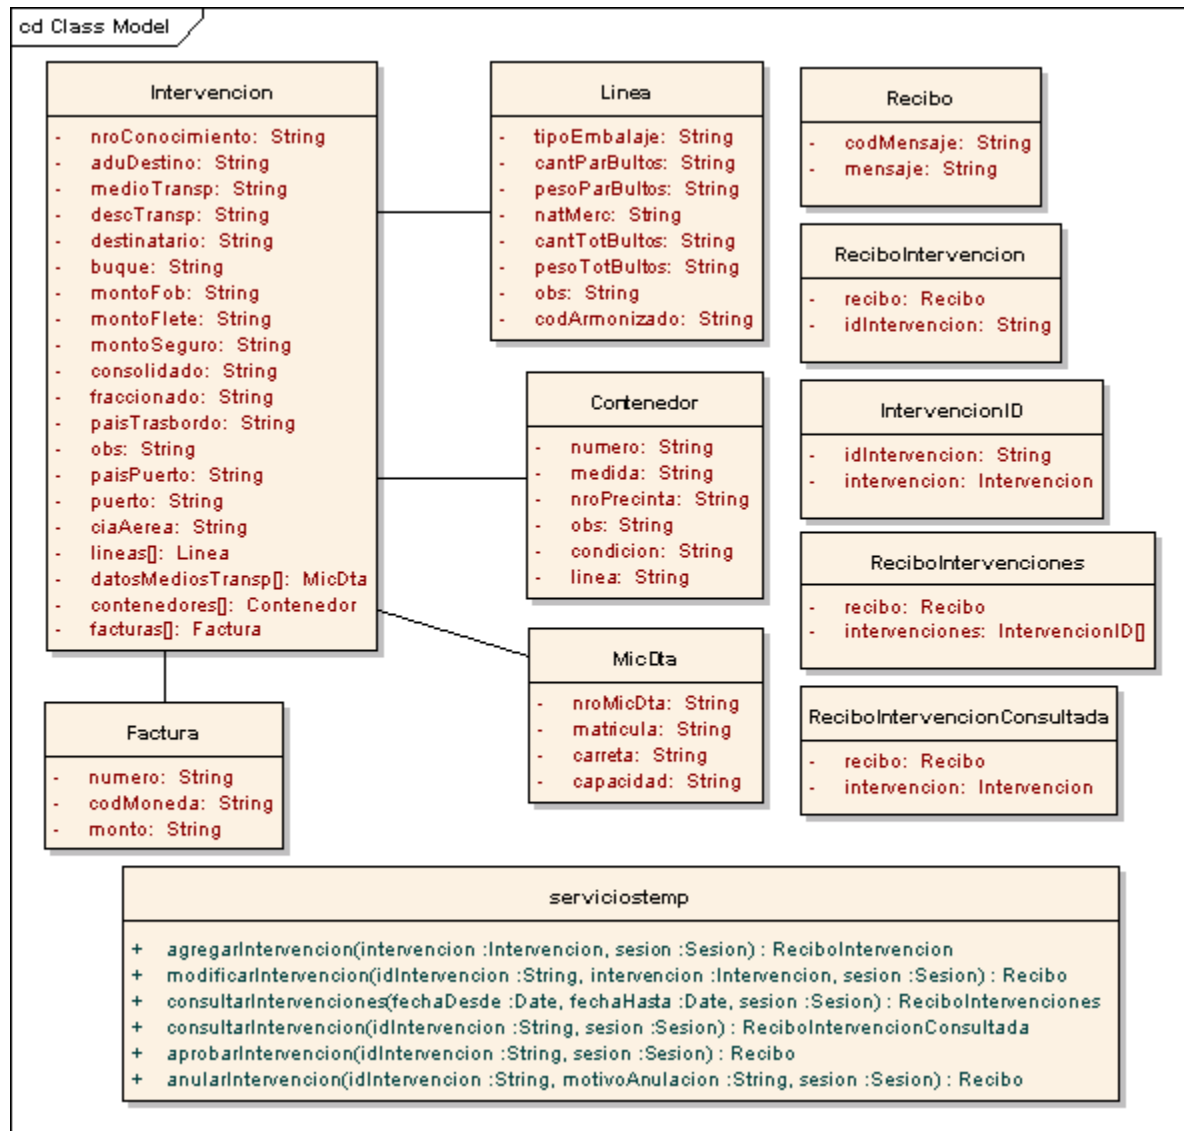 cd Class Model
Intervencion
- nroConocimiento: String
- aduDestino: String
- medioTransp: String
- descTransp: String
- destinatario: String
- buque: String
- montoFob: String
- montoFlete: String
- montoSeguro: String
- consolidado: String
- fraccionado: String
- paisTrasbordo: String
- obs: String
- paisPuerto: String
- puerto: String
- ciaAerea: String
- lineas[]: Linea
- datosMediosTransp[]: MicDta
- contenedores[]: Contenedor
- facturas[]: Factura
Linea
- tipoEmbalaje: String
- cantParBultos: String
- pesoParBultos: String
- natMerc: String
- cantTotBultos: String
- pesoTotBultos: String
- obs: String
- codArmonizado: String
Recibo
- codMensaje: String
- mensaje: String
ReciboIntervencion
- recibo: Recibo
- idIntervencion: String
Contenedor
- numero: String
- medida: String
- nroPrecinta: String
- obs: String
- condicion: String
- linea: String
IntervencionID
- idIntervencion: String
- intervencion: Intervencion
ReciboIntervenciones
- recibo: Recibo
- intervenciones: IntervencionID[]
MicDta
- nroMicDta: String
- matricula: String
- carreta: String
- capacidad: String
ReciboIntervencionConsultada
- recibo: Recibo
- intervencion: Intervencion
Factura
- numero: String
- codMoneda: String
- monto: String
serviciostemp
+ agregarIntervencion(intervencion :Intervencion, sesion :Sesion) : ReciboIntervencion
+ modificarIntervencion(idIntervencion :String, intervencion :Intervencion, sesion :Sesion) : Recibo
+ consultarIntervenciones(fechaDesde :Date, fechaHasta :Date, sesion :Sesion) : ReciboIntervenciones
+ consultarIntervencion(idIntervencion :String, sesion :Sesion) : ReciboIntervencionConsultada
+ aprobarIntervencion(idIntervencion :String, sesion :Sesion) : Recibo
+ anularIntervencion(idIntervencion :String, motivoAnulacion :String, sesion :Sesion) : Recibo